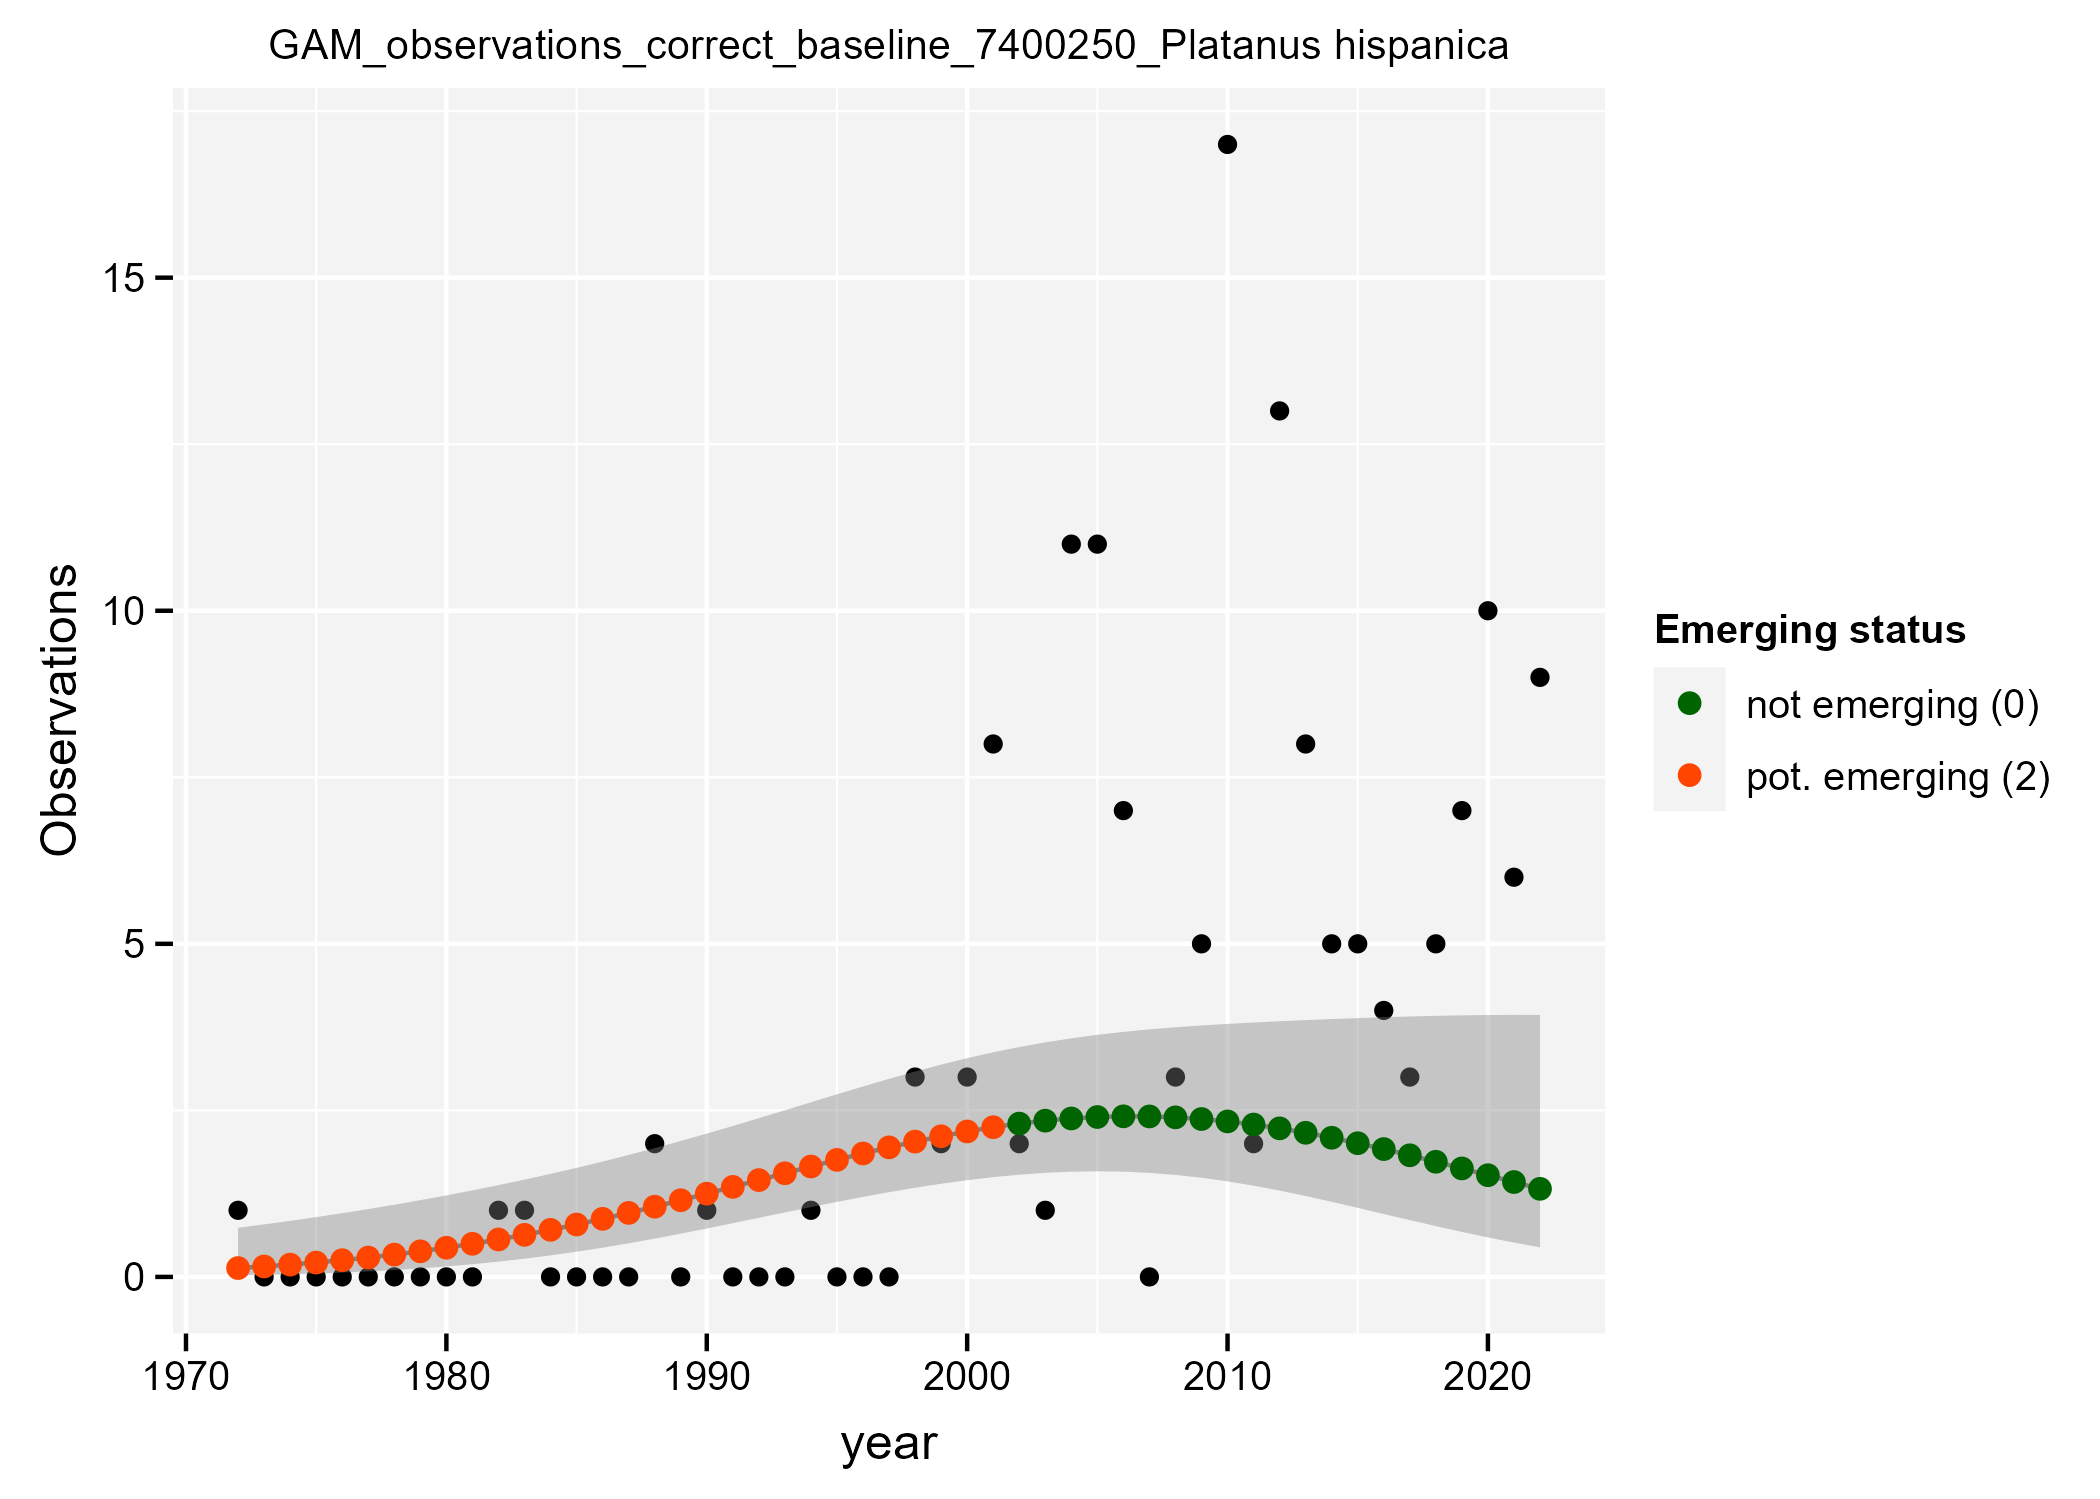 GAM_observations_correct_baseline_7400250_Platanus hispanica
Observations
15
10
5
0
1970 1980 1990 2000 2010 2020
year
Emerging status
not emerging (0)
pot. emerging (2)